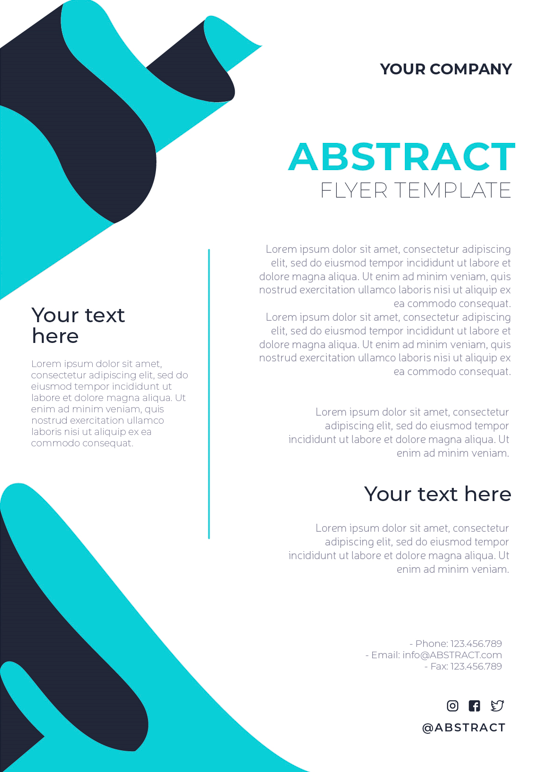 YOUR COMPANY
ABSTRACT
FLYER TEMPLATE
Lorem ipsum dolor sit amet, consectetur adipiscing
elit, sed do eiusmod tempor incididunt ut labore et
dolore magna aliqua. Ut enim ad minim veniam, quis
nostrud exercitation ullamco laboris nisi ut aliquip ex
ea commodo consequat.
Lorem ipsum dolor sit amet, consectetur adipiscing
elit, sed do eiusmod tempor incididunt ut labore et
dolore magna aliqua. Ut enim ad minim veniam, quis
nostrud exercitation ullamco laboris nisi ut aliquip ex
ea commodo consequat.
Your text
here
Lorem ipsum dolor sit amet,
consectetur adipiscing elit, sed do
eiusmod tempor incididunt ut
labore et dolore magna aliqua. Ut
enim ad minim veniam, quis
nostrud exercitation ullamco
laboris nisi ut aliquip ex ea
commodo consequat.
Lorem ipsum dolor sit amet, consectetur
adipiscing elit, sed do eiusmod tempor
incididunt ut labore et dolore magna aliqua. Ut
enim ad minim veniam.
Your text here
Lorem ipsum dolor sit amet, consectetur
adipiscing elit, sed do eiusmod tempor
incididunt ut labore et dolore magna aliqua. Ut
enim ad minim veniam.
- Phone: 123.456.789
- Email: info@ABSTRACT.com
- Fax: 123.456.789
@ABSTRACT